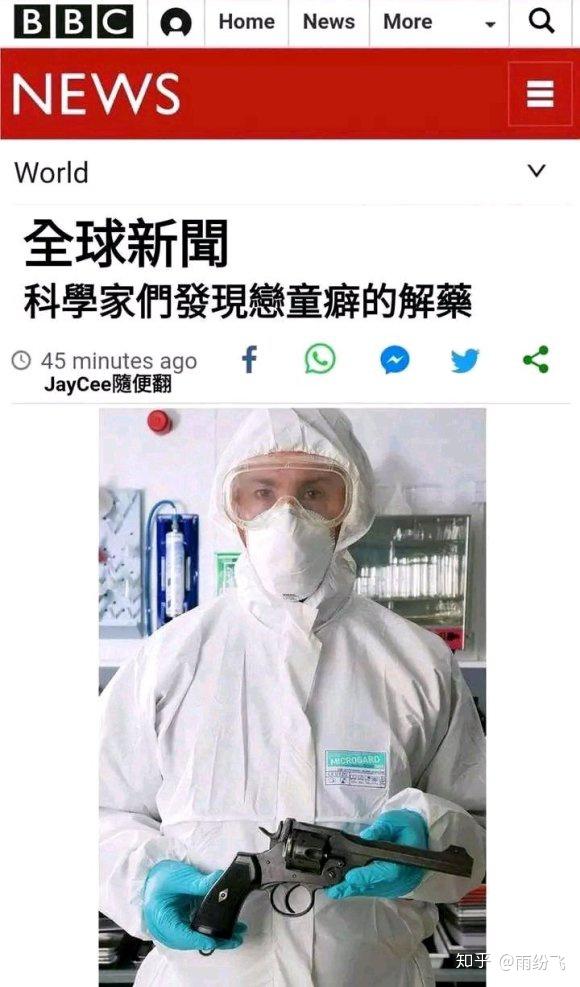 BBC Home News More
NEWS
World
全球新聞
科學家們發現戀童癖的解藥
45 minutes ago
JayCee隨便翻
MICROGARD
知乎 @雨纷飞